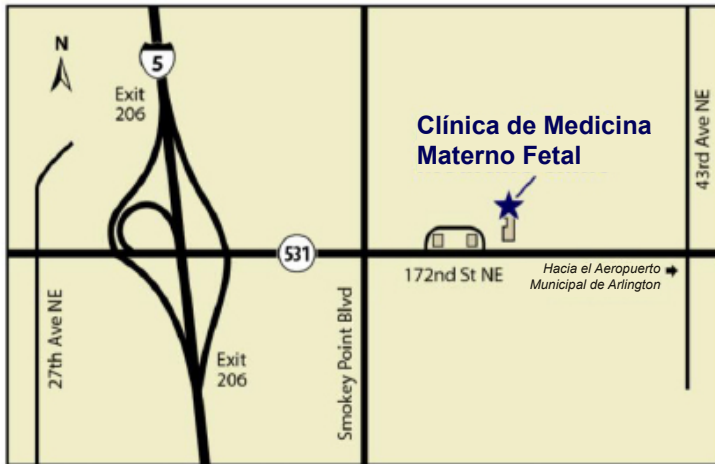 N
5
Exit
206
Clínica de Medicina
Materno Fetal
43rd Ave NE
531
172nd St NE
Hacia el Aeropuerto
Municipal de Arlington
27th Ave NE
Smokey Point Blvd
Exit
206